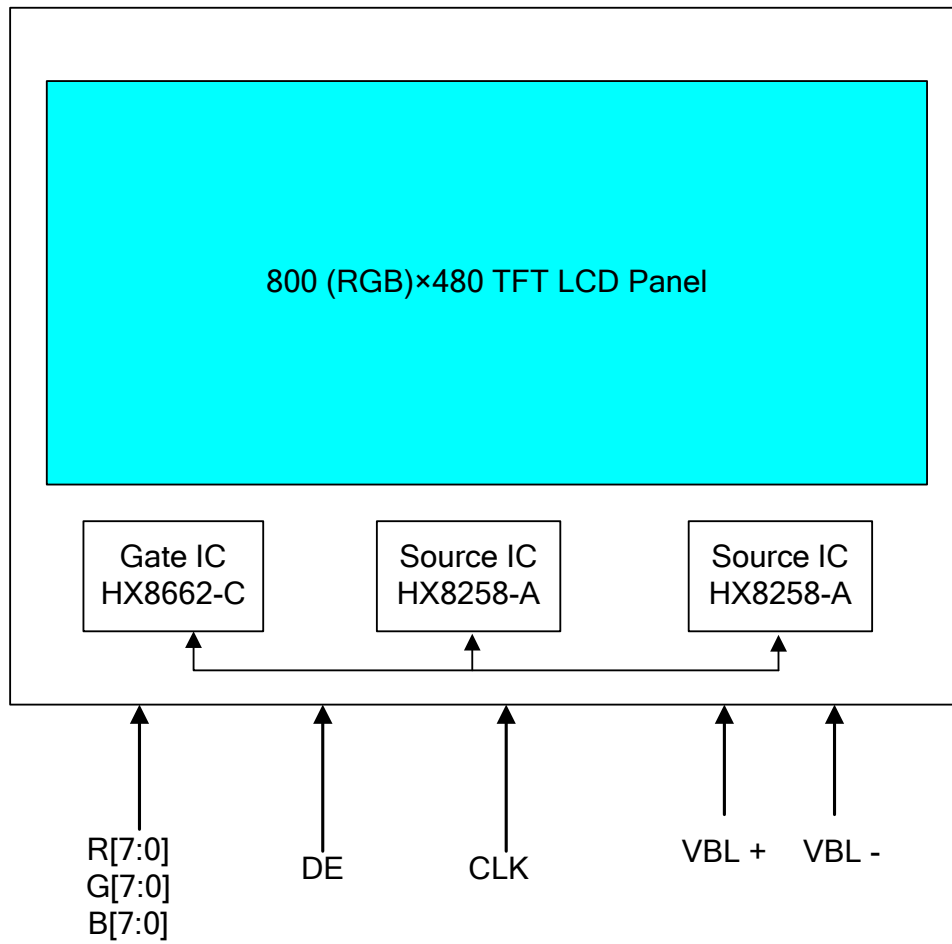 800 (RGB)×480 TFT LCD Panel
Gate IC
HX8662-C
Source IC
HX8258-A
Source IC
HX8258-A
R[7:0]
G[7:0]
B[7:0]
DE
CLK
VBL +
VBL -